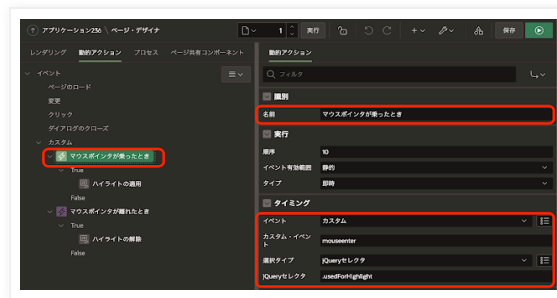 アプリケーション236 \ ページ・デザイナ
1
実行
保存
レンダリング 動的アクション プロセス ページ共有コンポーネント
イベント
ページのロード
変更
クリック
ダイアログのクローズ
カスタム
マウスポインタが乗ったとき
True
ハイライトの適用
False
マウスポインタが離れたとき
True
ハイライトの解除
False
動的アクション
フィルタ
識別
名前 マウスポインタが乗ったとき
実行
順序 10
イベント有効範囲 静的
タイプ 即時
タイミング
イベント カスタム
カスタム・イベン
ト
mouseenter
選択タイプ jQueryセレクタ
jQueryセレクタ .usedForHighlight